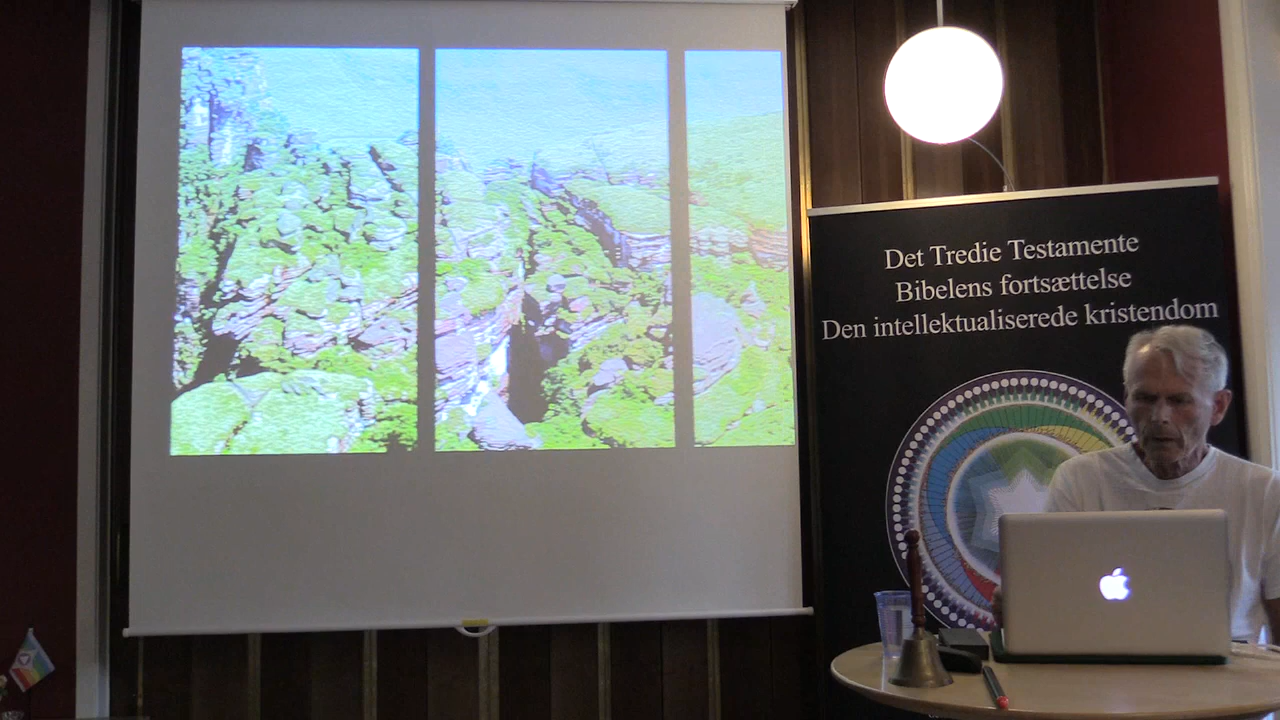 Det Tredie Testamente
Bibelens fortsættelse
Den intellektualiserede kristendom